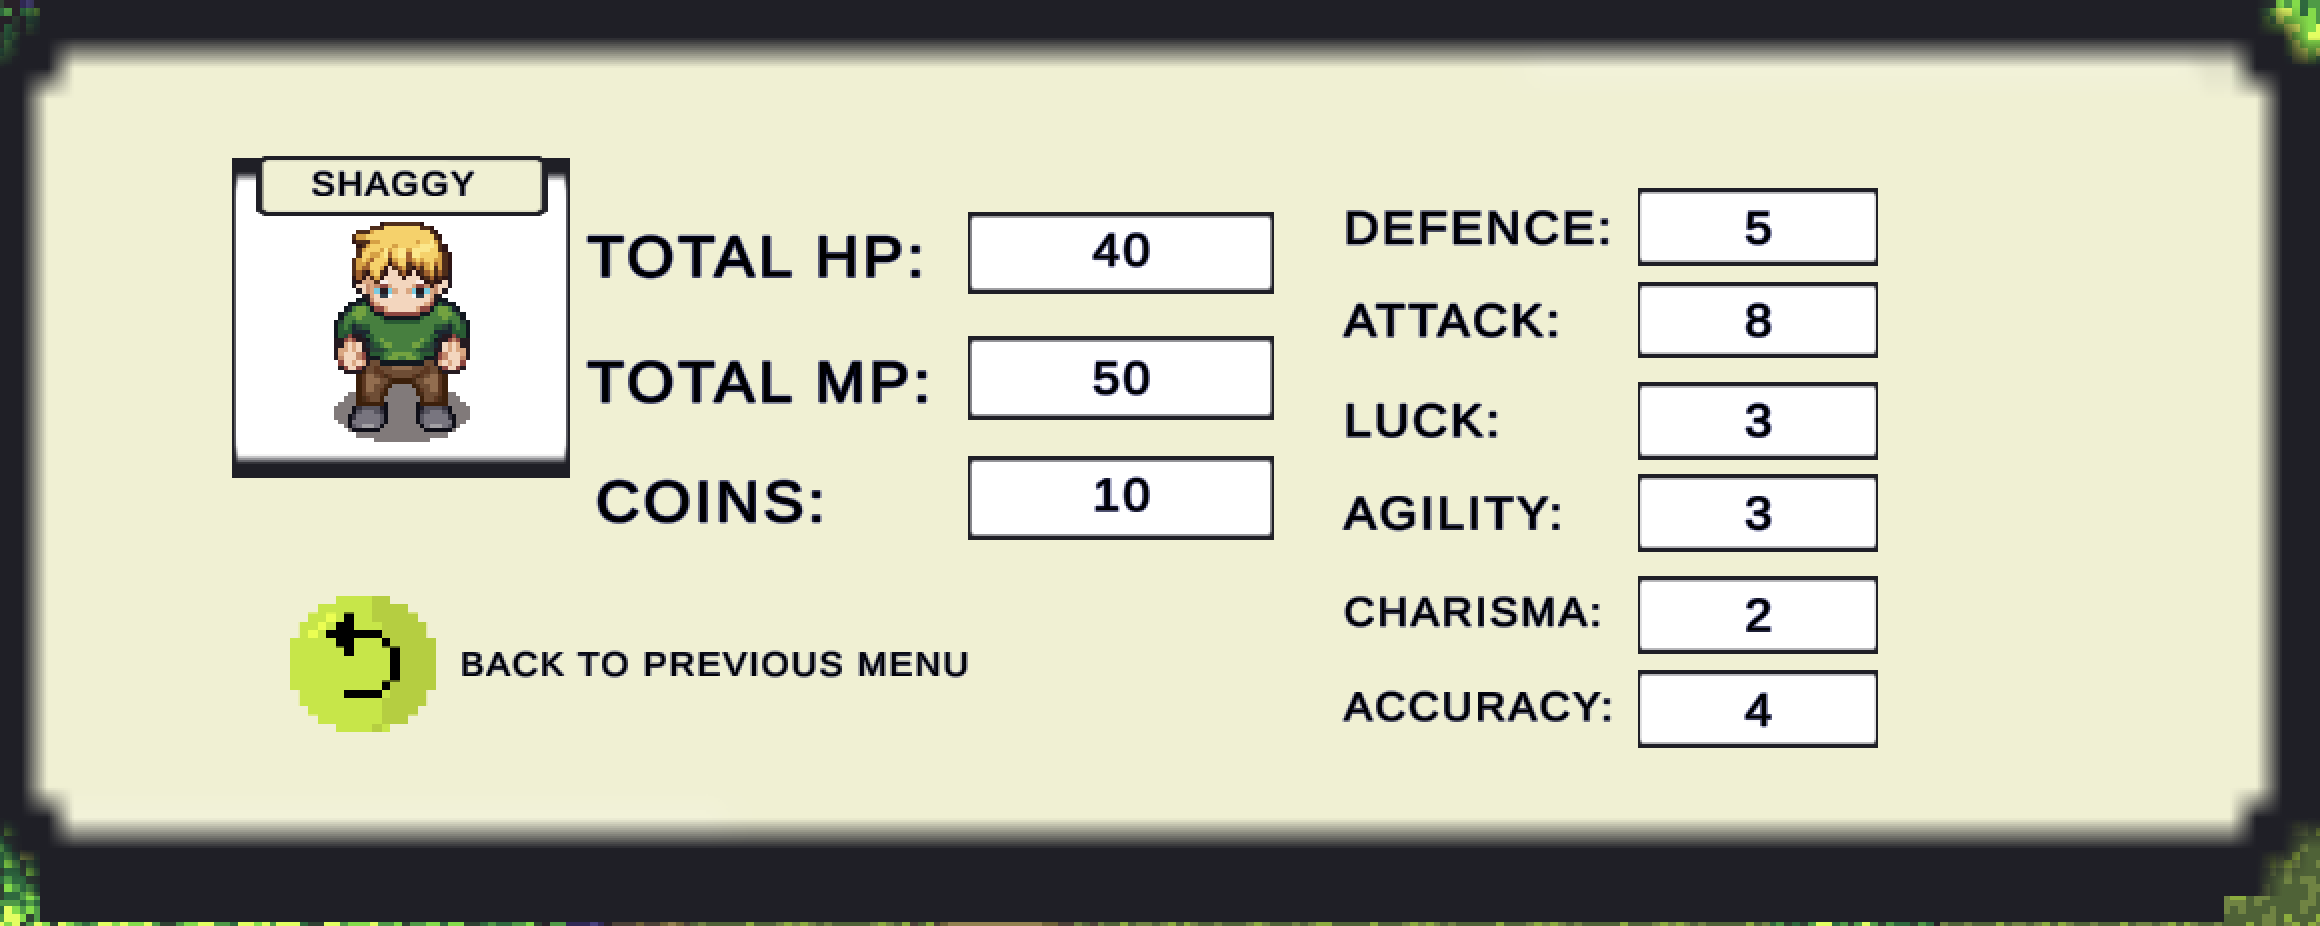 SHAGGY
TOTAL HP: 40
TOTAL MP: 50
COINS: 10
BACK TO PREVIOUS MENU
DEFENCE: 5
ATTACK: 8
LUCK: 3
AGILITY: 3
CHARISMA: 2
ACCURACY: 4